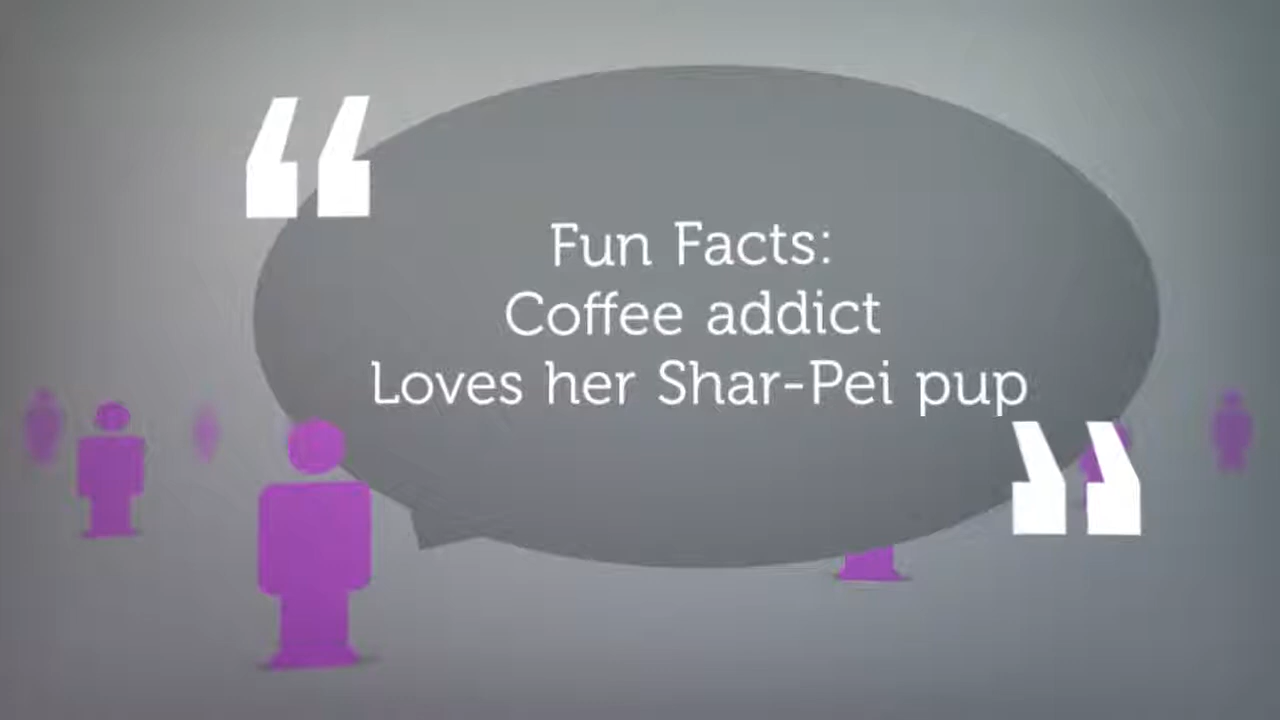 “
Fun Facts:
Coffee addict
Loves her Shar-Pei pup
”